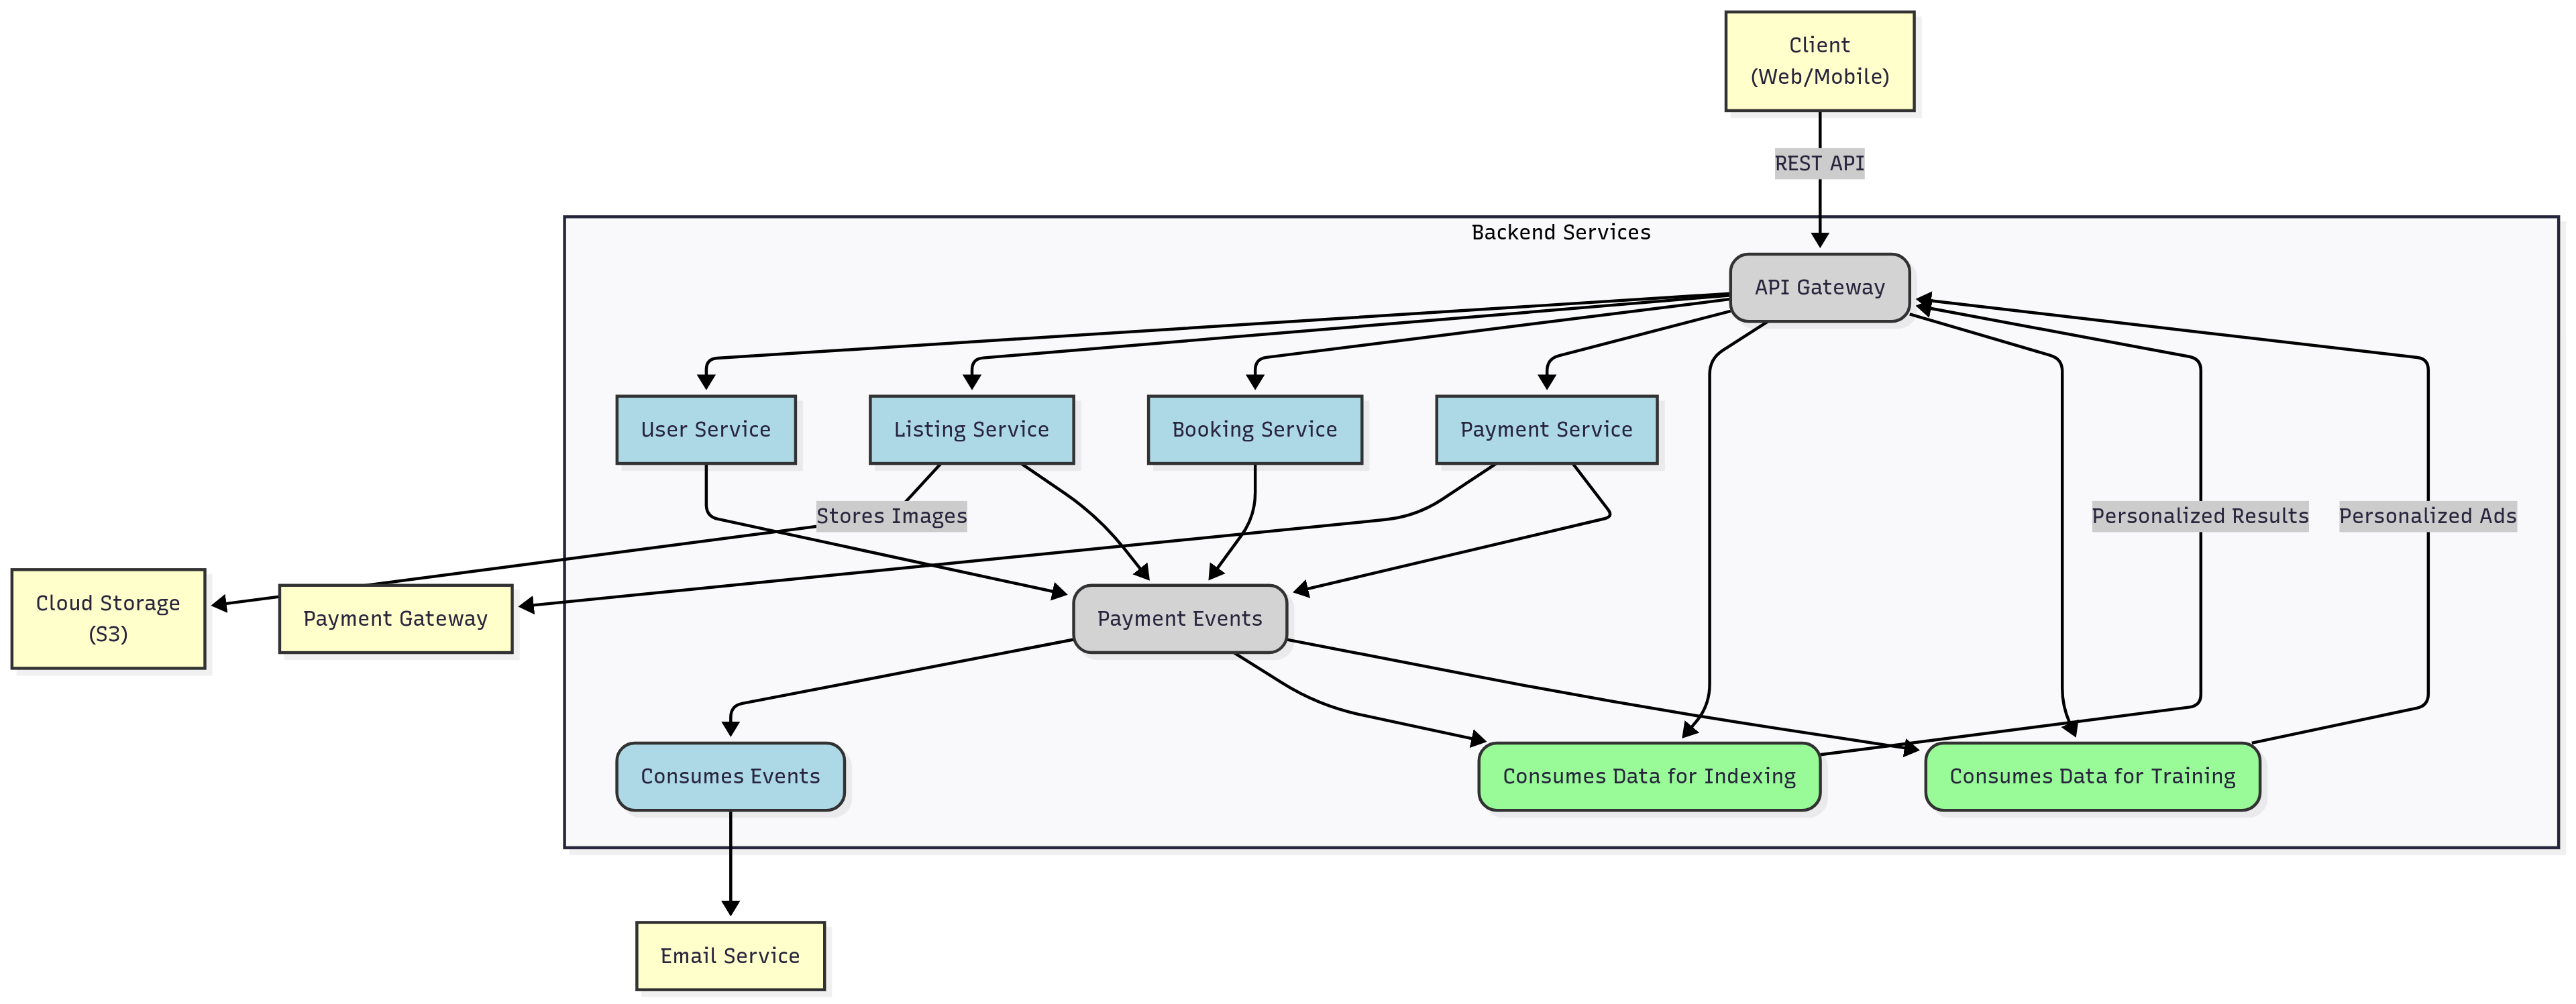 Client
(Web/Mobile)
REST API
Backend Services
API Gateway
User Service
Listing Service
Booking Service
Payment Service
Stores Images
Personalized Results
Personalized Ads
Cloud Storage
(S3)
Payment Gateway
Payment Events
Consumes Events
Consumes Data for Indexing
Consumes Data for Training
Email Service